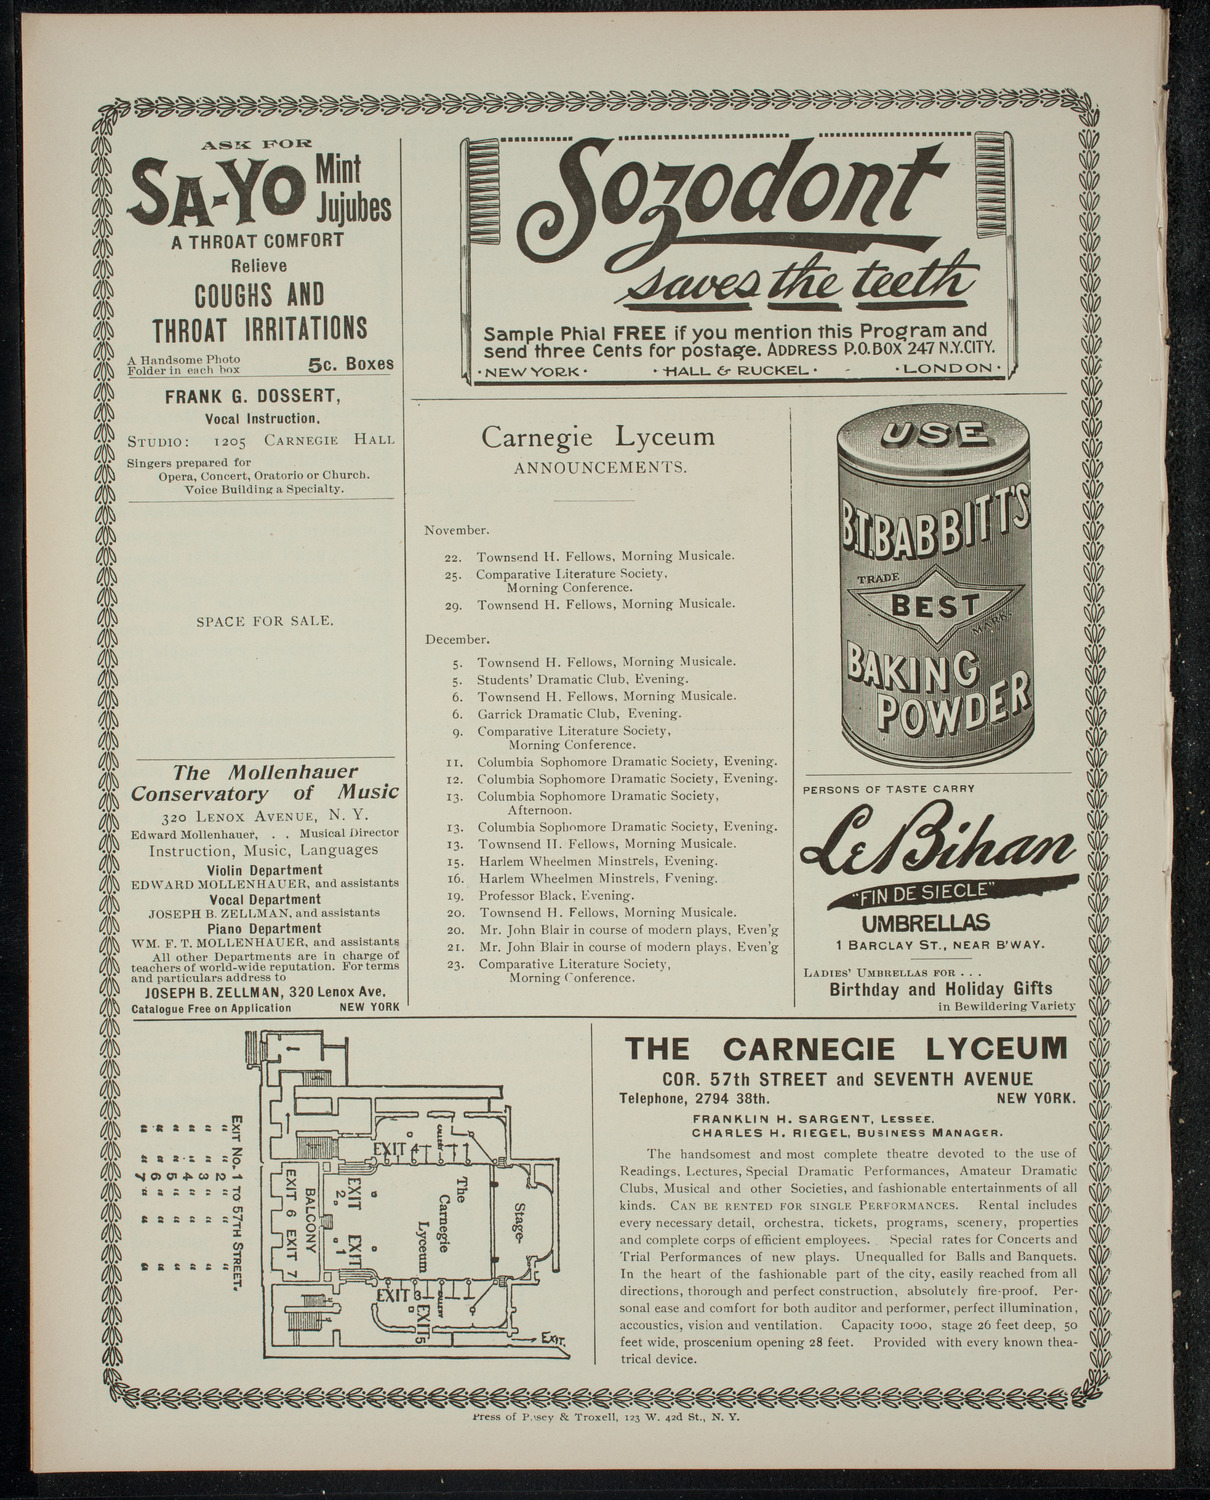 ASK FOR
SA-YO Mint Jujubes
A THROAT COMFORT
Relieve
COUGHS AND
THROAT IRRITATIONS
A Handsome Photo
Folder in each box
5c. Boxes
FRANK G. DOSSERT,
Vocal Instruction.
STUDIO: 1205 CARNEGIE HALL
Singers prepared for
Opera, Concert, Oratorio or Church.
Voice Building a Specialty.
SPACE FOR SALE.
The Mollenhauer
Conservatory of Music
320 LENOX AVENUE, N. Y.
Edward Mollenhauer, . . Musical Director
Instruction, Music, Languages
Violin Department
EDWARD MOLLENHAUER, and assistants
Vocal Department
JOSEPH B. ZELLMAN, and assistants
Piano Department
WM. F. T. MOLLENHAUER, and assistants
All other Departments are in charge of
teachers of world-wide reputation. For terms
and particulars address to
JOSEPH B. ZELLMAN, 320 Lenox Ave.
Catalogue Free on Application NEW YORK
Sozodont
saves the teeth
Sample Phial FREE if you mention this Program and
send three Cents for postage. ADDRESS P.O. BOX 247 N.Y.CITY.
· NEW YORK · · HALL & RUCKEL · - · LONDON ·
Carnegie Lyceum
ANNOUNCEMENTS.
November.
22. Townsend H. Fellows, Morning Musicale.
25. Comparative Literature Society,
Morning Conference.
29. Townsend H. Fellows, Morning Musicale.
December.
5. Townsend H. Fellows, Morning Musicale.
5. Students' Dramatic Club, Evening.
6. Townsend H. Fellows, Morning Musicale.
6. Garrick Dramatic Club, Evening.
9. Comparative Literature Society,
Morning Conference.
11. Columbia Sophomore Dramatic Society, Evening.
12. Columbia Sophomore Dramatic Society, Evening.
13. Columbia Sophomore Dramatic Society,
Afternoon.
13. Columbia Sophomore Dramatic Society, Evening.
13. Townsend H. Fellows, Morning Musicale.
15. Harlem Wheelmen Minstrels, Evening.
16. Harlem Wheelmen Minstrels, Evening.
19. Professor Black, Evening.
20. Townsend H. Fellows, Morning Musicale.
20. Mr. John Blair in course of modern plays, Even'g
21. Mr. John Blair in course of modern plays, Even'g
23. Comparative Literature Society,
Morning Conference.
USE
B.T. BABBITT'S
TRADE
BEST
MARK.
BAKING
POWDER
PERSONS OF TASTE CARRY
Le Bihan
"FIN DE SIECLE"
UMBRELLAS
1 BARCLAY ST., NEAR B'WAY.
LADIES' UMBRELLAS FOR . . .
Birthday and Holiday Gifts
in Bewildering Variety
EXIT No. 1 TO 57TH STREET.
" " 2 " " "
" " 3 " " "
" " 4 " " "
" " 5 " " "
" " 6 " " "
" " 7 " " "
EXIT 6 EXIT 7
BALCONY
EXIT 2
EXIT 1
EXIT 4
GALLERY
The
Carnegie
Lyceum
Stage-
EXIT 3
GALLERY
EXIT 5
EXIT.
THE CARNEGIE LYCEUM
COR. 57th STREET and SEVENTH AVENUE
Telephone, 2794 38th. NEW YORK.
FRANKLIN H. SARGENT, LESSEE.
CHARLES H. RIEGEL, BUSINESS MANAGER.
The handsomest and most complete theatre devoted to the use of
Readings, Lectures, Special Dramatic Performances, Amateur Dramatic
Clubs, Musical and other Societies, and fashionable entertainments of all
kinds. CAN BE RENTED FOR SINGLE PERFORMANCES. Rental includes
every necessary detail, orchestra, tickets, programs, scenery, properties
and complete corps of efficient employees. Special rates for Concerts and
Trial Performances of new plays. Unequalled for Balls and Banquets.
In the heart of the fashionable part of the city, easily reached from all
directions, thorough and perfect construction, absolutely fire-proof. Per-
sonal ease and comfort for both auditor and performer, perfect illumination,
accoustics, vision and ventilation. Capacity 1000, stage 26 feet deep, 50
feet wide, proscenium opening 28 feet. Provided with every known thea-
trical device.
Press of & Troxell, 123 W. 42d St., N. Y.